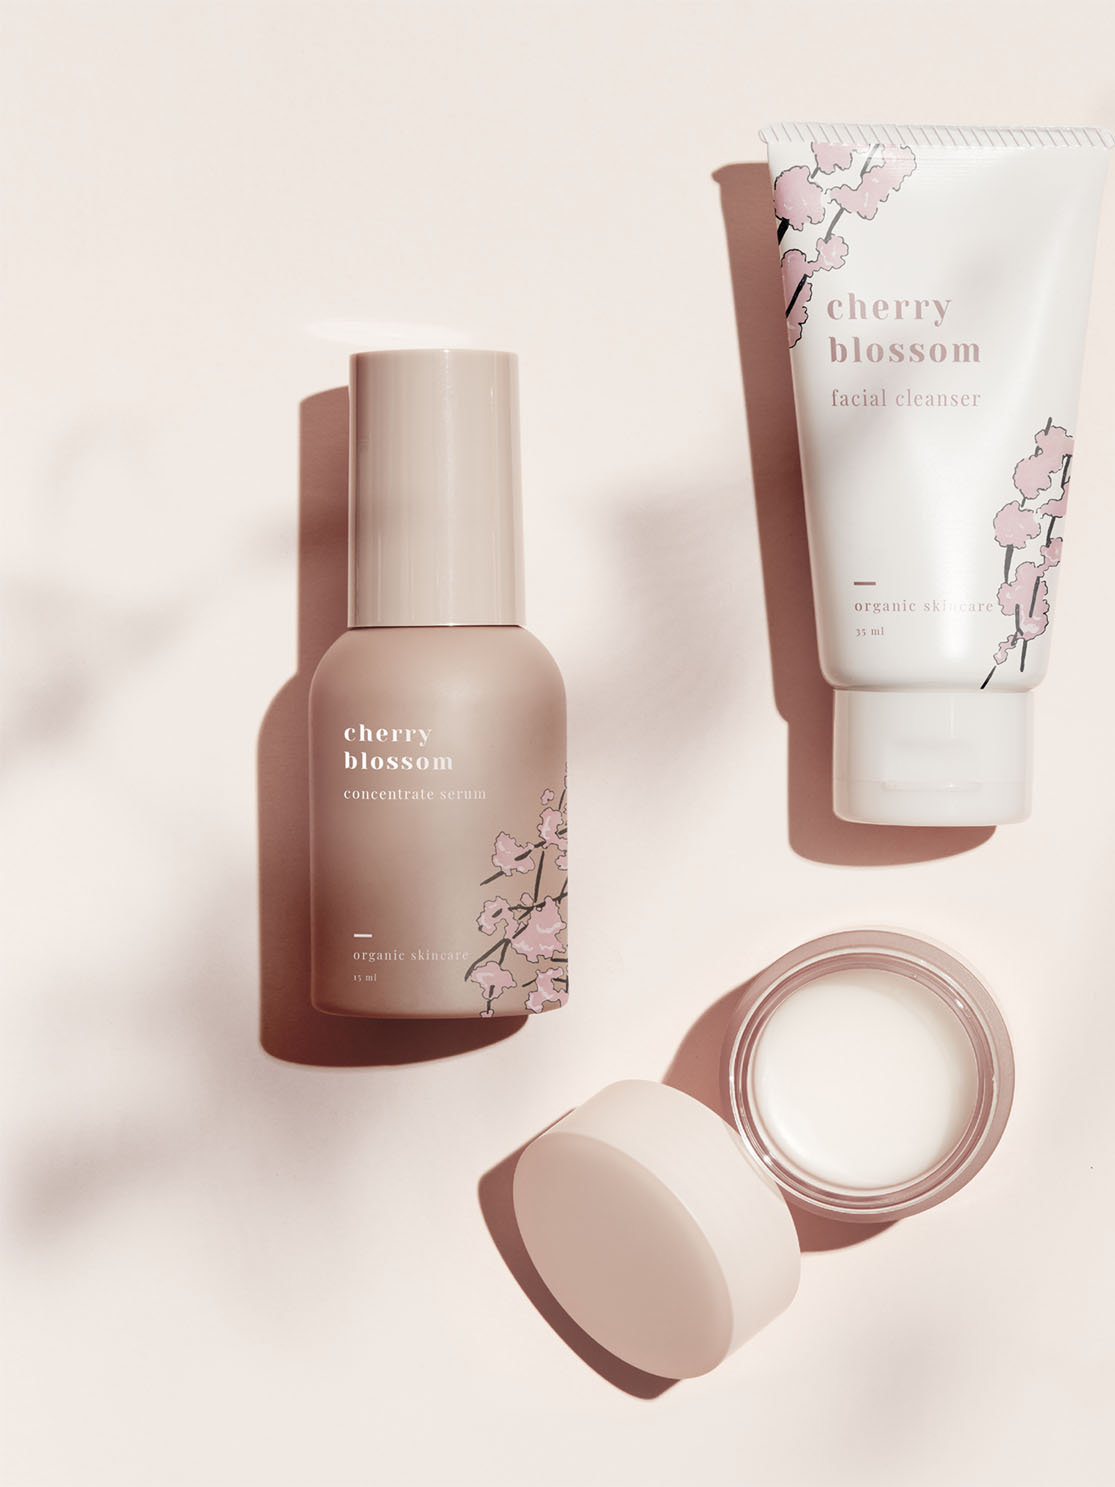 cherry
blossom
facial cleanser
organic skincare
35 ml
cherry
blossom
concentrate serum
organic skincare
15 ml